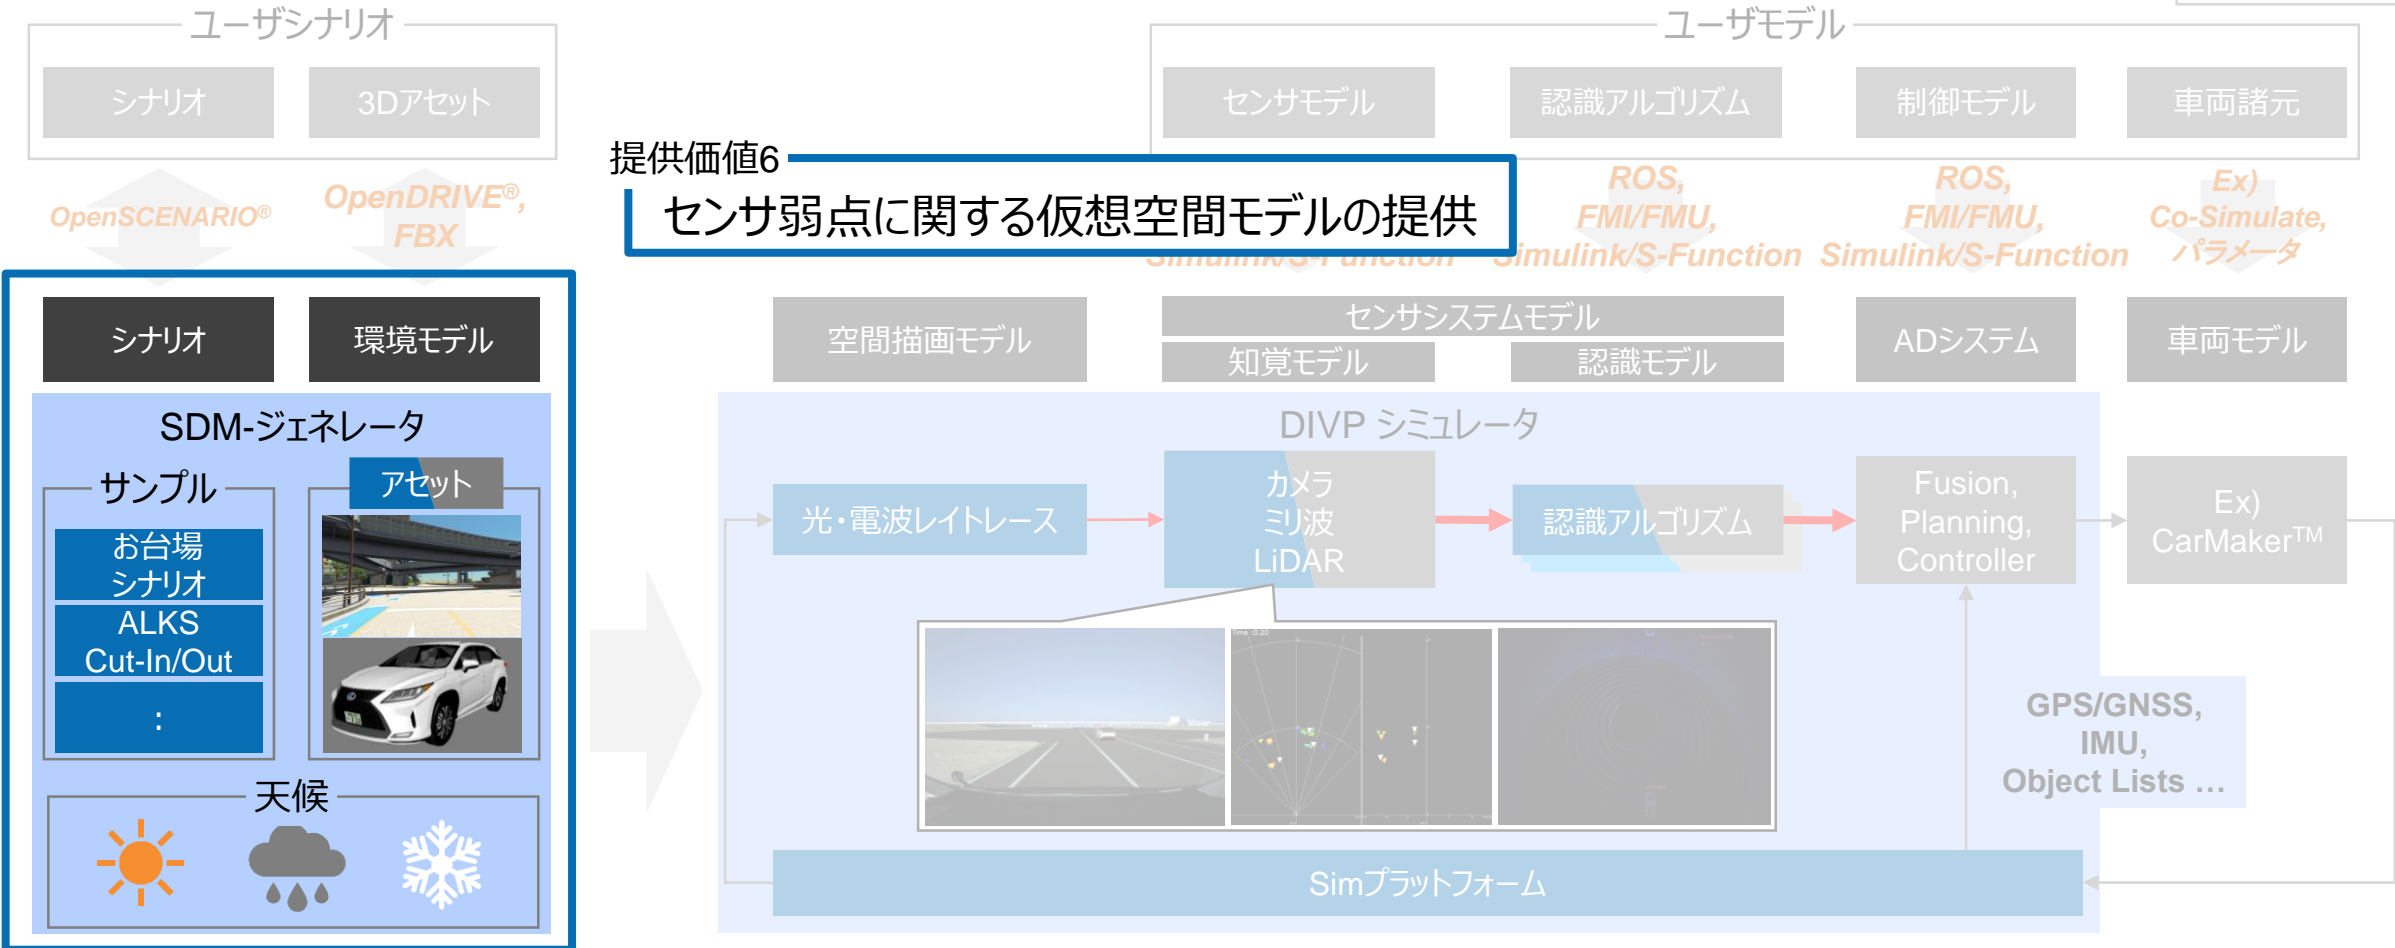 ユーザシナリオ
シナリオ
3Dアセット
OpenSCENARIO®
OpenDRIVE®,
FBX
ユーザモデル
センサモデル
認識アルゴリズム
制御モデル
車両諸元
提供価値6
センサ弱点に関する仮想空間モデルの提供
Simulink/S-Function
ROS,
FMI/FMU,
Simulink/S-Function
ROS,
FMI/FMU,
Simulink/S-Function
Ex)
Co-Simulate,
パラメータ
シナリオ
環境モデル
SDM-ジェネレータ
サンプル
お台場
シナリオ
ALKS
Cut-In/Out
:
アセット
天候
空間描画モデル
センサシステムモデル
知覚モデル
認識モデル
ADシステム
車両モデル
DIVP シミュレータ
光・電波レイトレース
カメラ
ミリ波
LiDAR
認識アルゴリズム
Fusion,
Planning,
Controller
Ex)
CarMaker™
Time :0.20
GPS/GNSS,
IMU,
Object Lists …
Simプラットフォーム